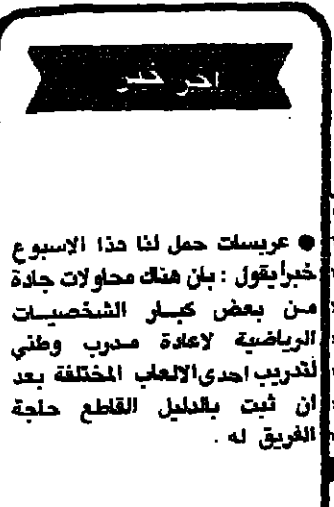 اخر خبر
● عريسات حمل لنا هذا الاسبوع
خبرا يقول : بان هناك محاولات جادة
من بعض كبار الشخصيات
الرياضية لاعادة مدرب وطني
لتدريب احدى الالعاب المختلفة بعد
ان ثبت بالدليل القاطع حاجة
الفريق له .